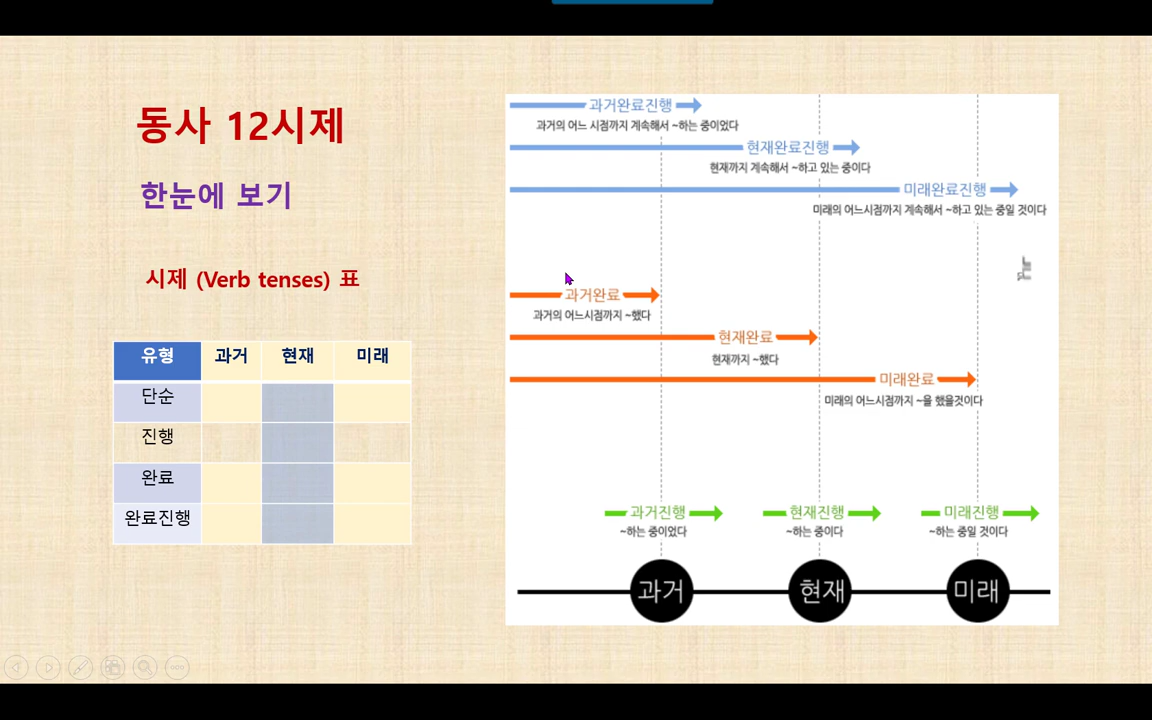 동사 12시제
한눈에 보기
시제 (Verb tenses) 표
유형 과거 현재 미래
단순
진행
완료
완료진행
과거완료진행
과거의 어느 시점까지 계속해서 ~하는 중이었다
현재완료진행
현재까지 계속해서 ~하고 있는 중이다
미래완료진행
미래의 어느시점까지 계속해서 ~하고 있는 중일 것이다
과거완료
과거의 어느시점까지 ~했다
현재완료
현재까지 ~했다
미래완료
미래의 어느시점까지 ~을 했을것이다
과거진행 현재진행 미래진행
~하는 중이었다 ~하는 중이다 ~하는 중일 것이다
과거 현재 미래